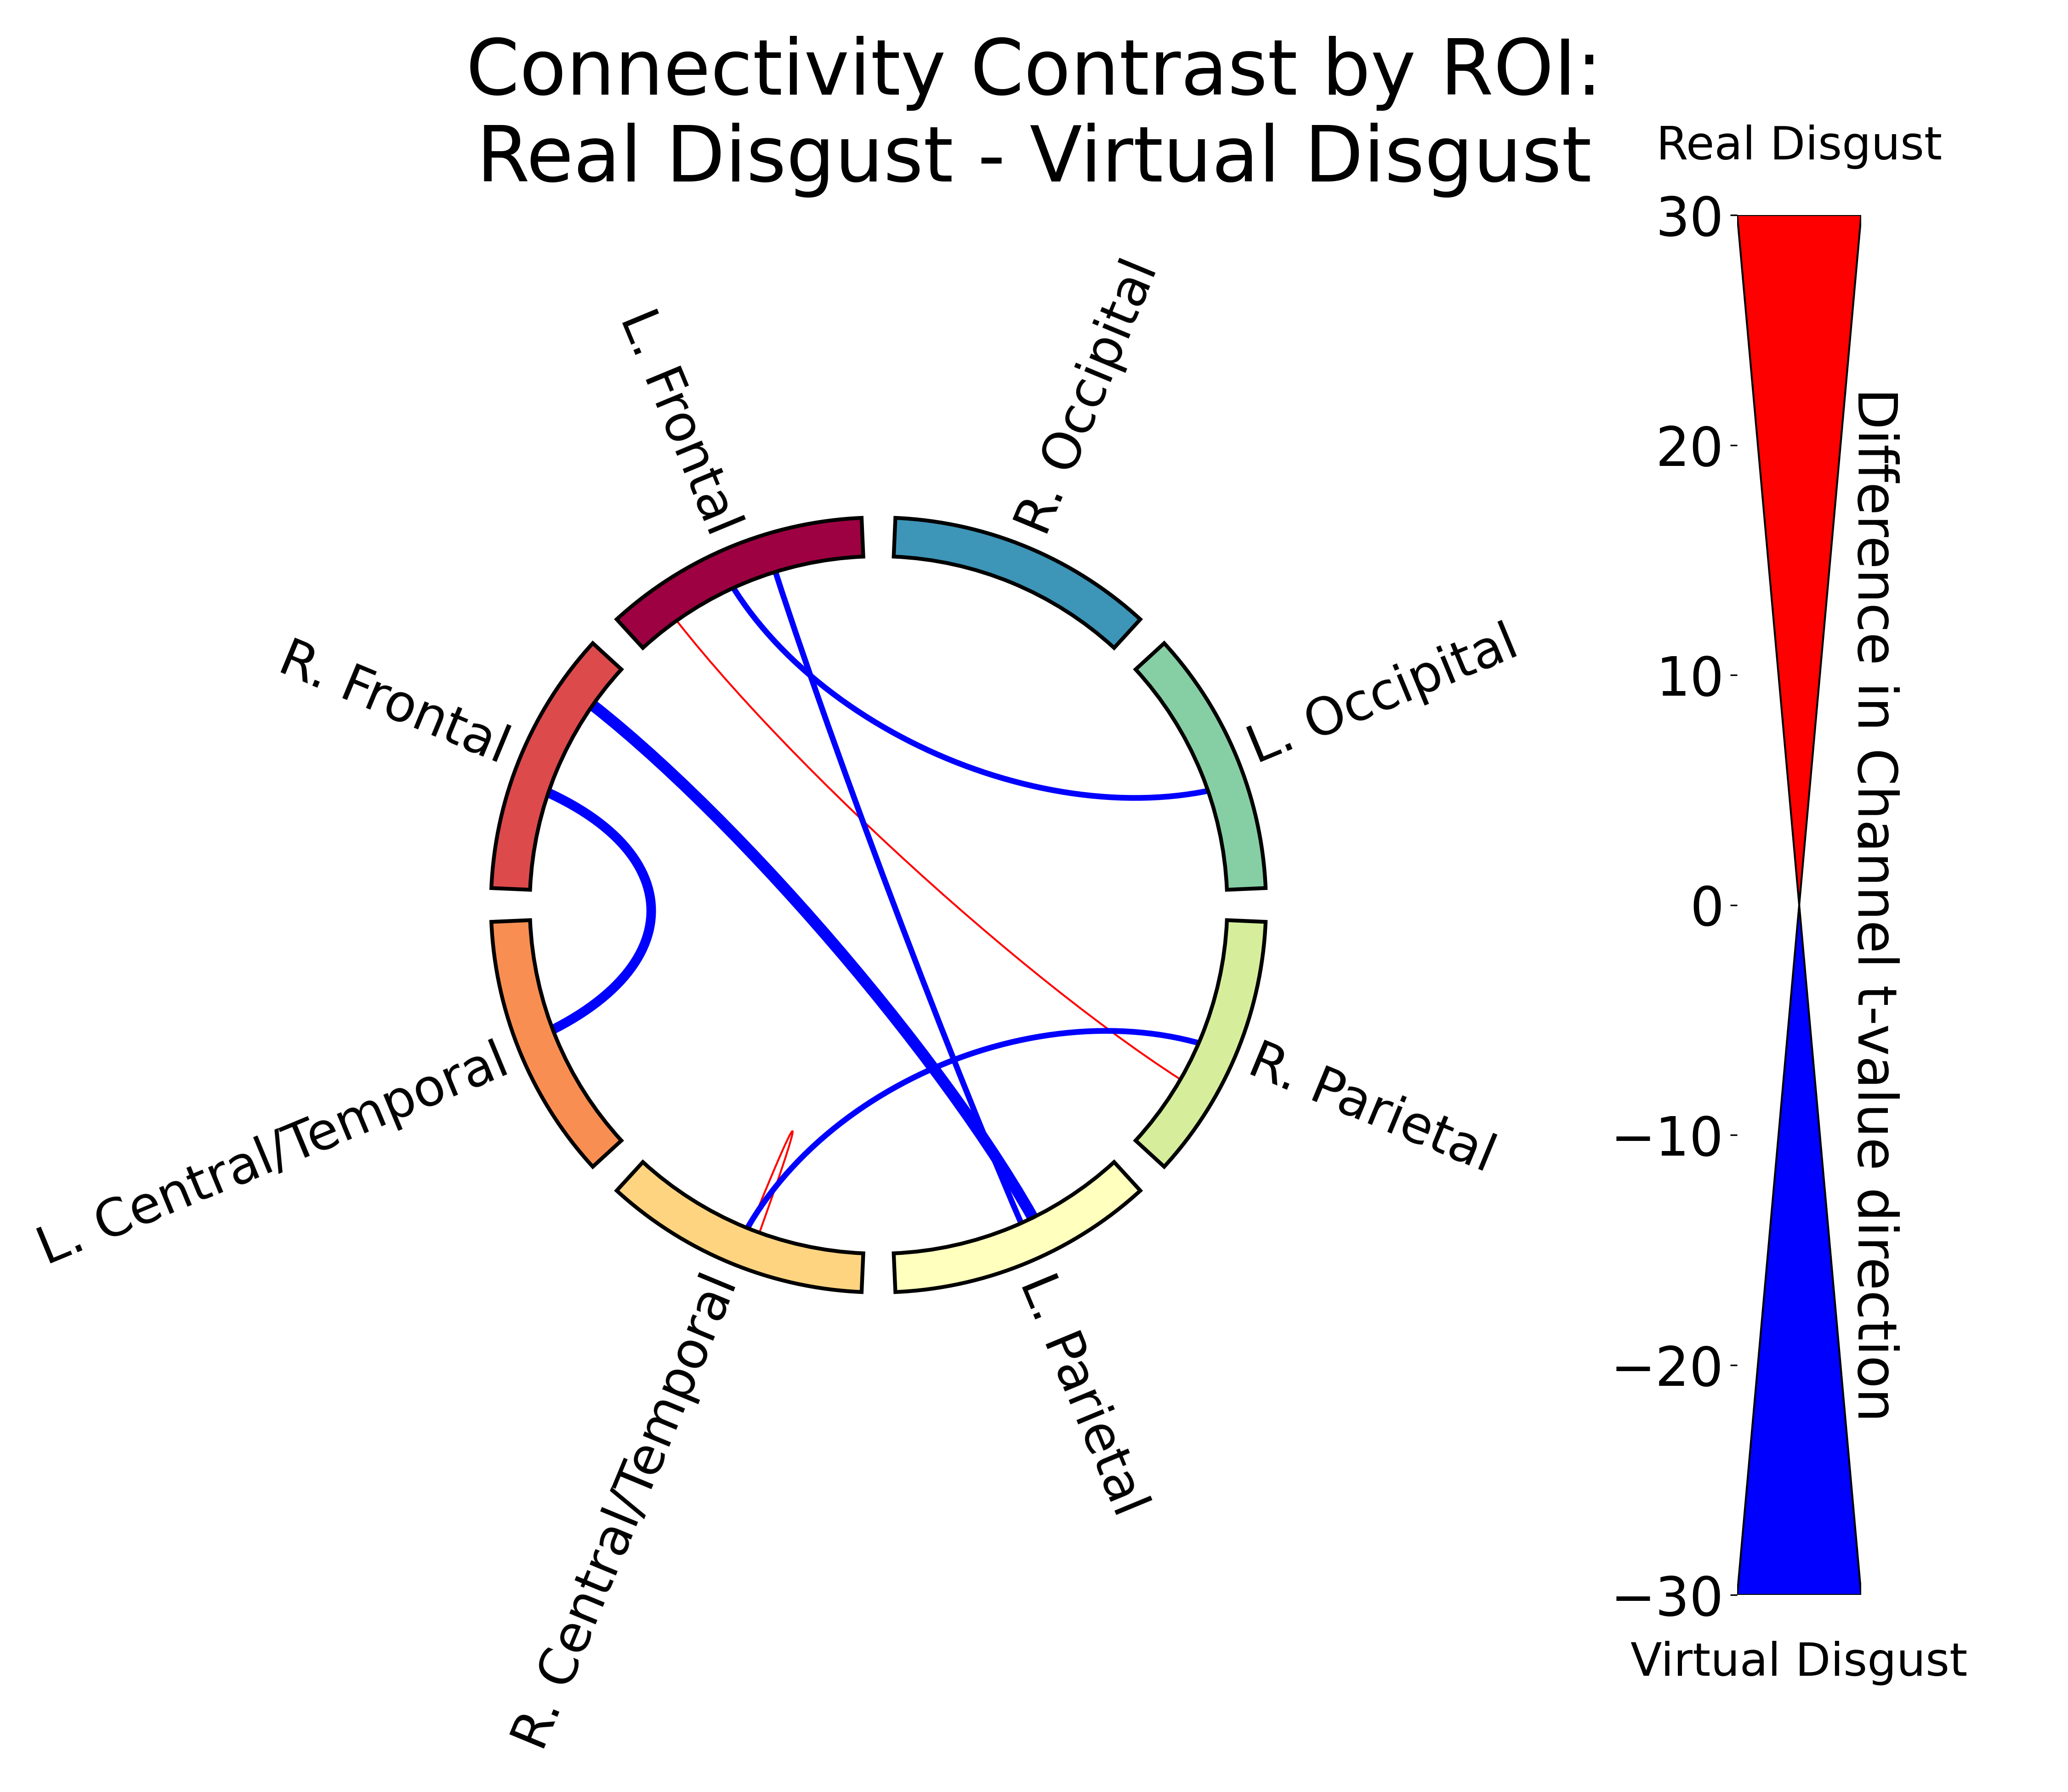 Connectivity Contrast by ROI:
Real Disgust - Virtual Disgust
Real Disgust
30
20
10
0
−10
−20
−30
Virtual Disgust
Difference in Channel t-value direction
L. Frontal
R. Occipital
R. Frontal
L. Occipital
L. Central/Temporal
R. Parietal
R. Central/Temporal
L. Parietal